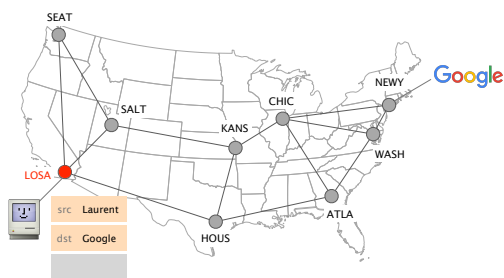 SEAT
Google
NEWY
CHIC
SALT
KANS
WASH
LOSA
src Laurent
ATLA
dst Google
HOUS